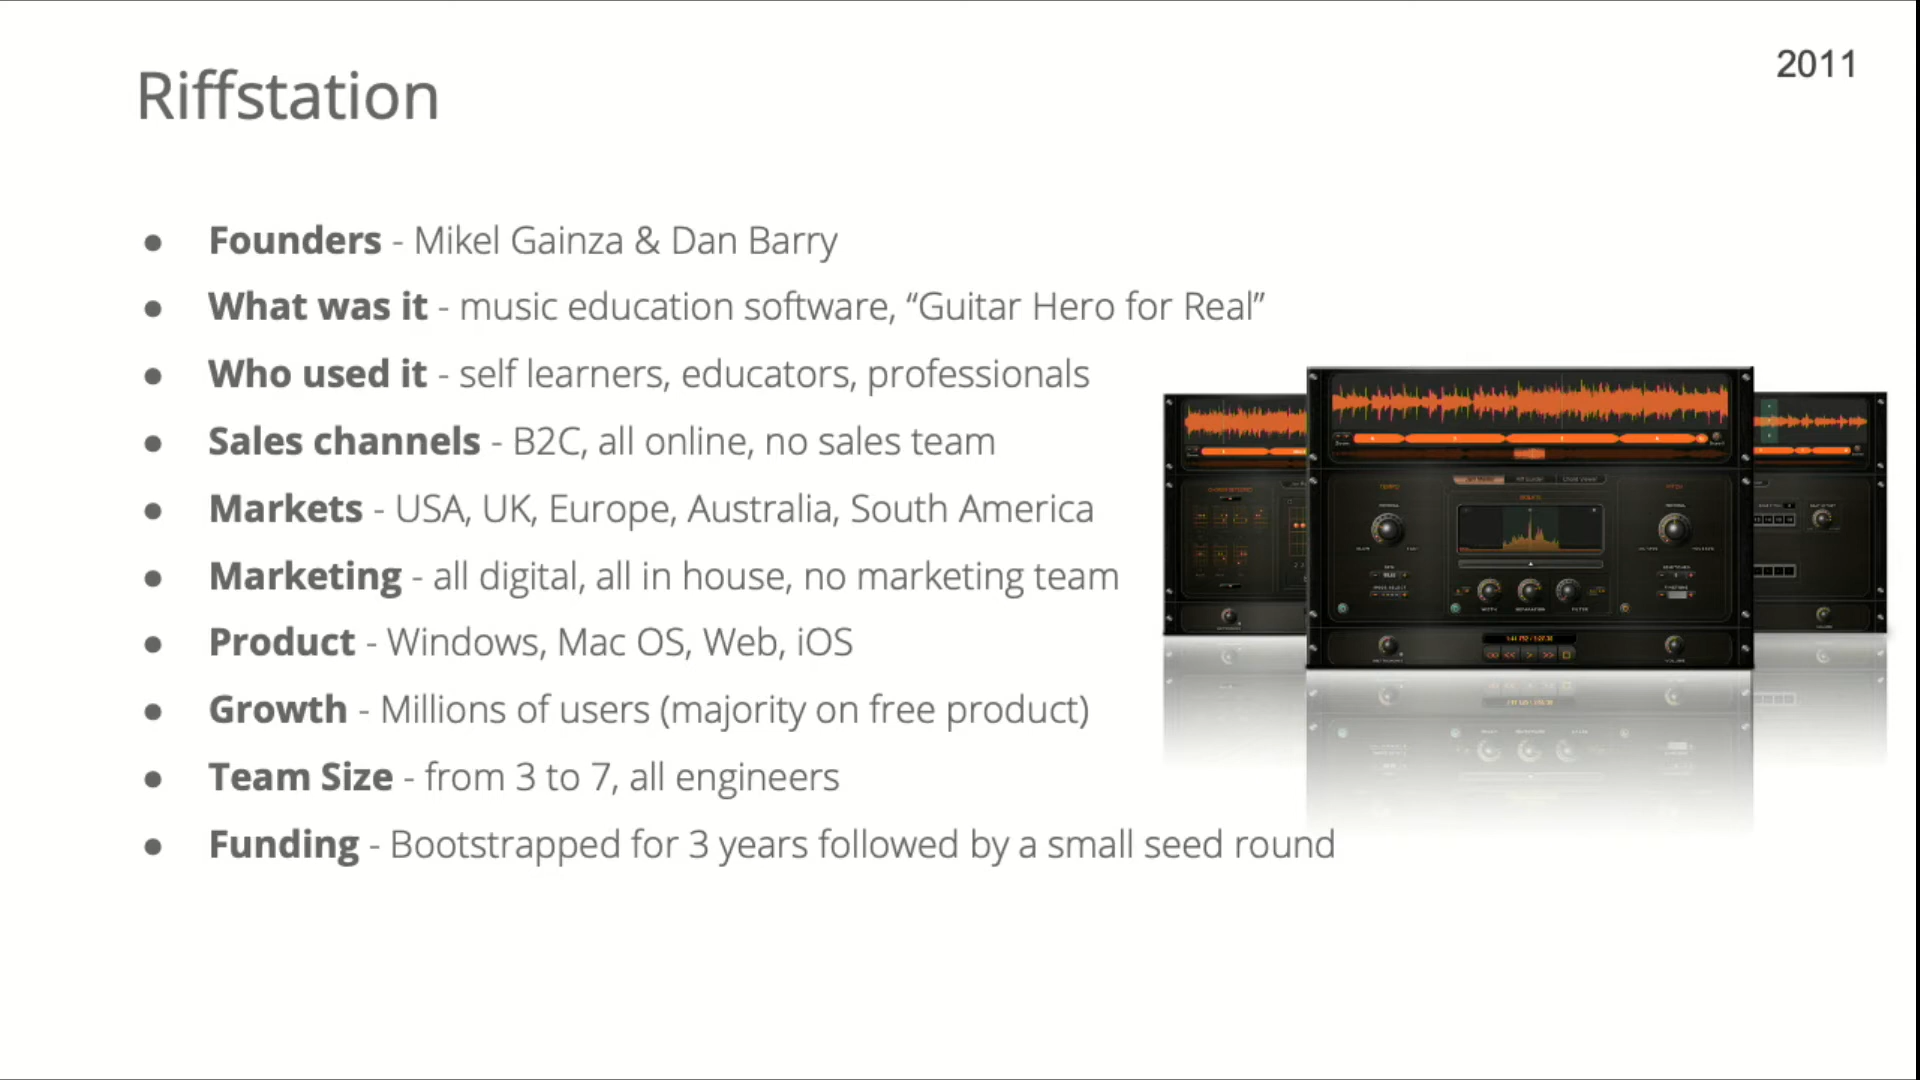 2011
Riffstation
● Founders - Mikel Gainza & Dan Barry
● What was it - music education software, “Guitar Hero for Real”
● Who used it - self learners, educators, professionals
● Sales channels - B2C, all online, no sales team
● Markets - USA, UK, Europe, Australia, South America
● Marketing - all digital, all in house, no marketing team
● Product - Windows, Mac OS, Web, iOS
● Growth - Millions of users (majority on free product)
● Team Size - from 3 to 7, all engineers
● Funding - Bootstrapped for 3 years followed by a small seed round